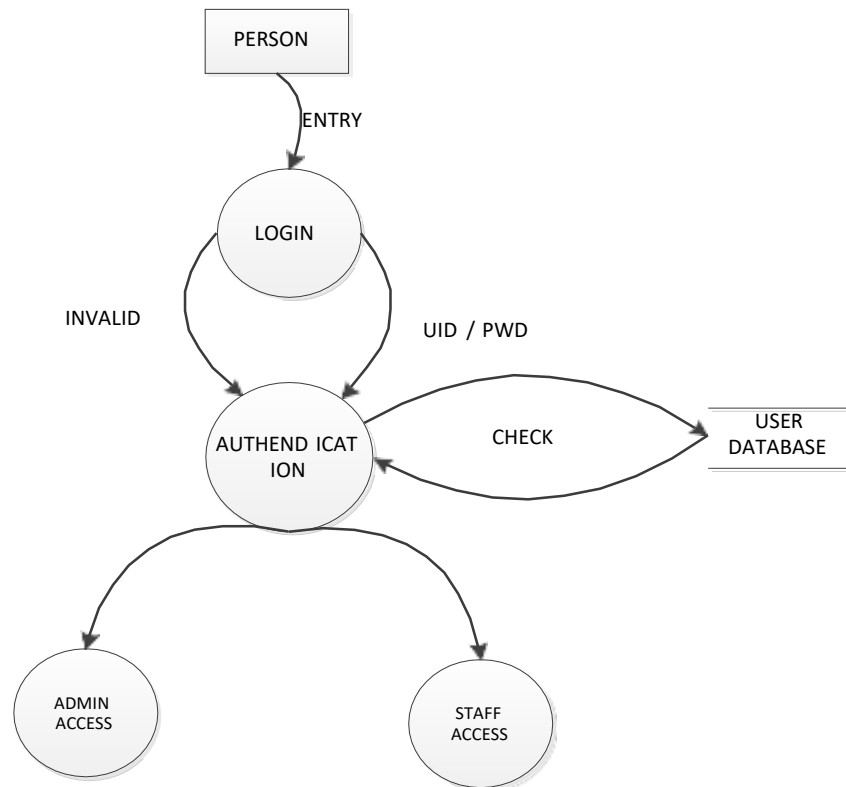 PERSON
ENTRY
LOGIN
INVALID
UID / PWD
AUTHEND ICAT
ION
CHECK
USER
DATABASE
ADMIN
ACCESS
STAFF
ACCESS